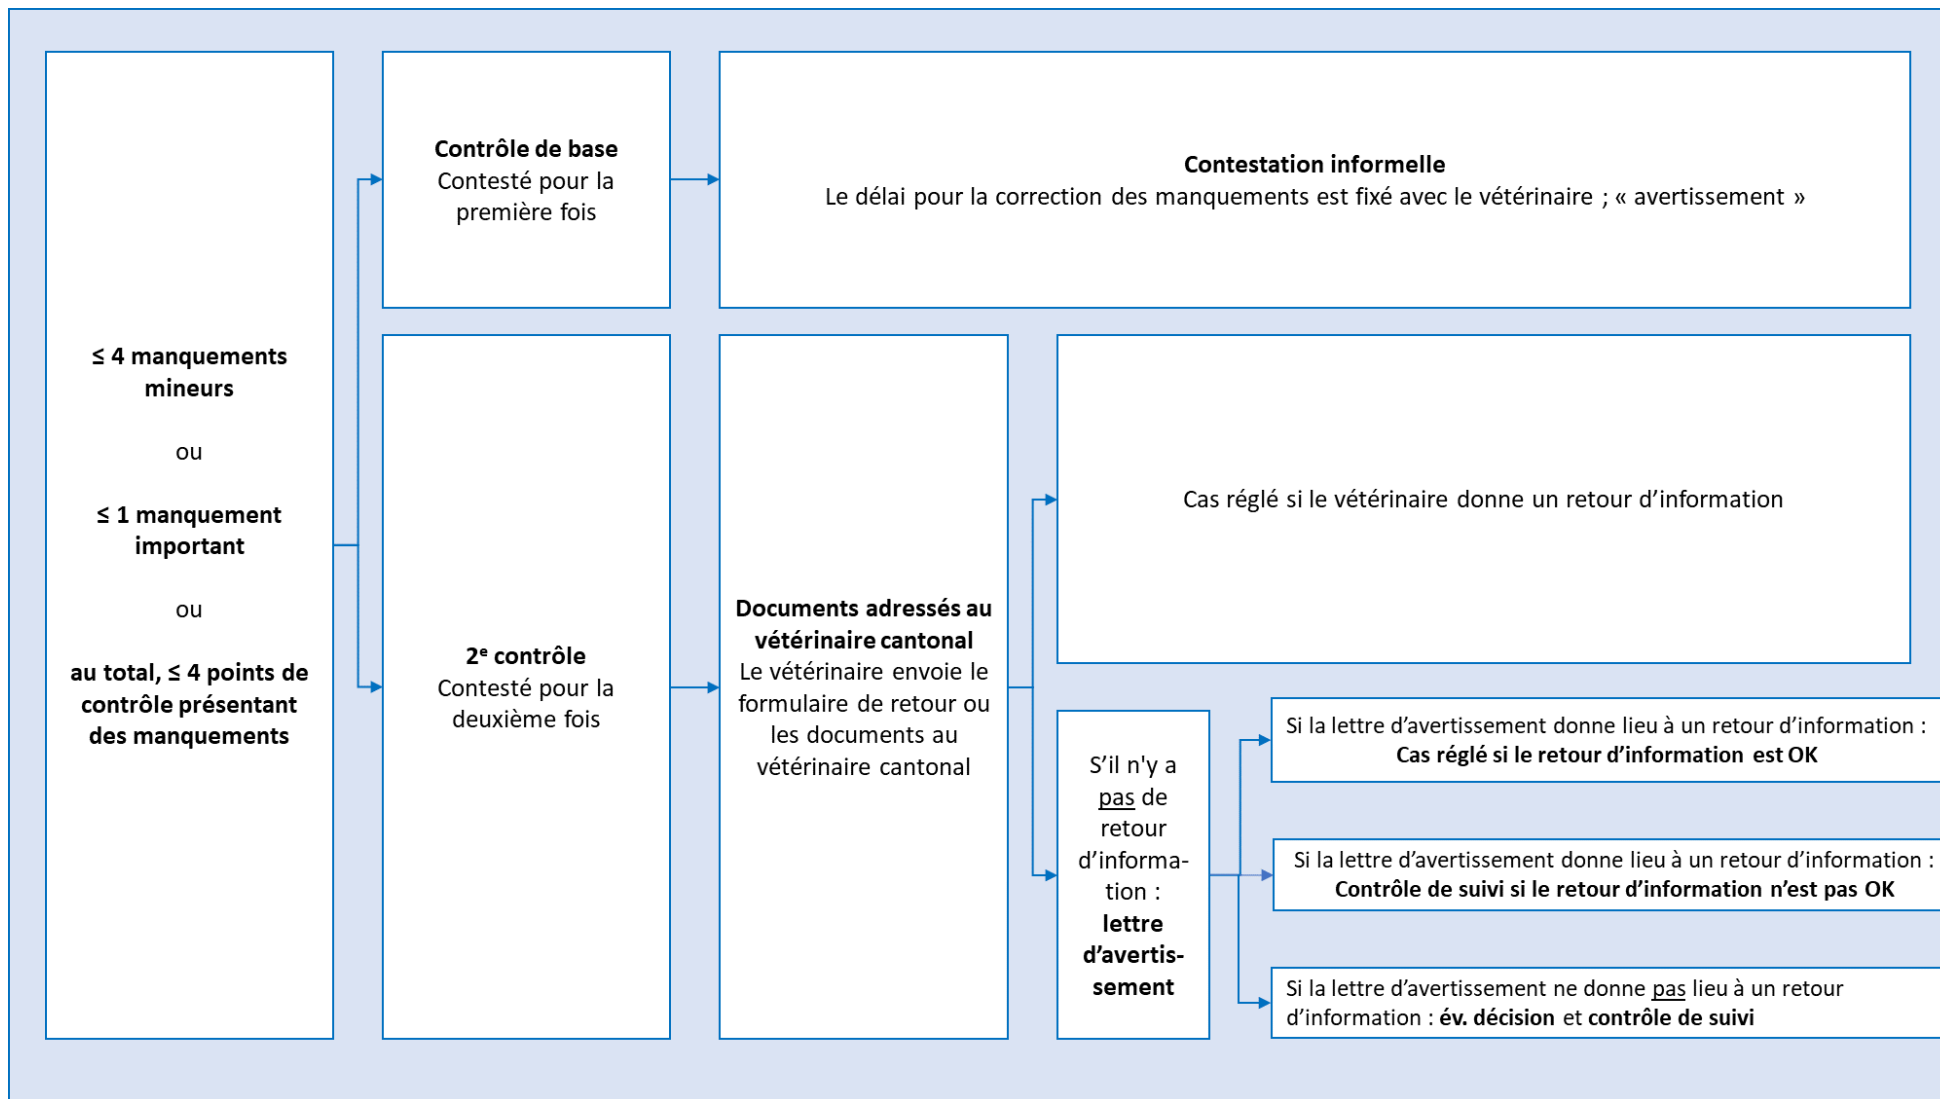 ≤ 4 manquements
mineurs
ou
≤ 1 manquement
important
ou
au total, ≤ 4 points de
contrôle présentant
des manquements
Contrôle de base
Contesté pour la
première fois
Contestation informelle
Le délai pour la correction des manquements est fixé avec le vétérinaire ; « avertissement »
2e contrôle
Contesté pour la
deuxième fois
Documents adressés au
vétérinaire cantonal
Le vétérinaire envoie le
formulaire de retour ou
les documents au
vétérinaire cantonal
Cas réglé si le vétérinaire donne un retour d’information
S’il n'y a
pas de
retour
d’informa-
tion :
lettre
d’avertis-
sement
Si la lettre d’avertissement donne lieu à un retour d’information :
Cas réglé si le retour d’information est OK
Si la lettre d’avertissement donne lieu à un retour d’information :
Contrôle de suivi si le retour d’information n’est pas OK
Si la lettre d’avertissement ne donne pas lieu à un retour
d’information : év. décision et contrôle de suivi